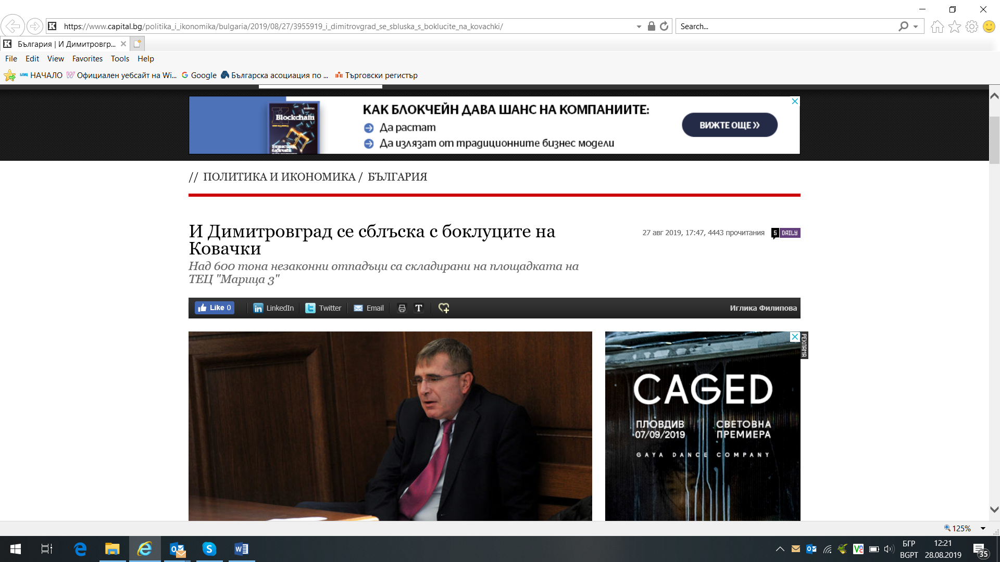 https://www.capital.bg/politika_i_ikonomika/bulgaria/2019/08/27/3955919_i_dimitrovgrad_se_sbluska_s_boklucite_na_kovachki/
Search...
България | И Димитровгр...
File Edit View Favorites Tools Help
НАЧАЛО Официален уебсайт на Wi... Google Българска асоциация по ... Търговски регистър
Blockchain
КАК БЛОКЧЕЙН ДАВА ШАНС НА КОМПАНИИТЕ:
Да растат
Да излязат от традиционните бизнес модели
ВИЖТЕ ОЩЕ »
// ПОЛИТИКА И ИКОНОМИКА / БЪЛГАРИЯ
И Димитровград се сблъска с боклуците на
Ковачки
27 авг 2019, 17:47, 4443 прочитания 5 DAILY
Над 600 тона незаконни отпадъци са складирани на площадката на
ТЕЦ "Марица 3"
Like 0 LinkedIn Twitter Email T Иглика Филипова
РЕКЛАМА
CAGED
ПЛОВДИВ СВЕТОВНА
07/09/2019 ПРЕМИЕРА
GAYA DANCE COMPANY
125%
БГР 12:21
BGPT 28.08.2019 35